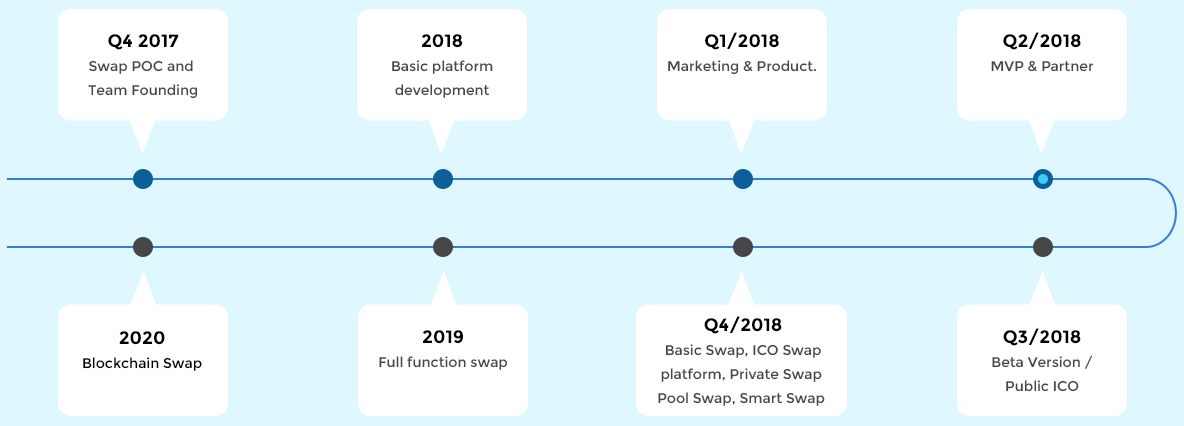 Q4 2017
Swap POC and
Team Founding
2018
Basic platform
development
Q1/2018
Marketing & Product.
Q2/2018
MVP & Partner
2020
Blockchain Swap
2019
Full function swap
Q4/2018
Basic Swap, ICO Swap
platform, Private Swap
Pool Swap, Smart Swap
Q3/2018
Beta Version /
Public ICO